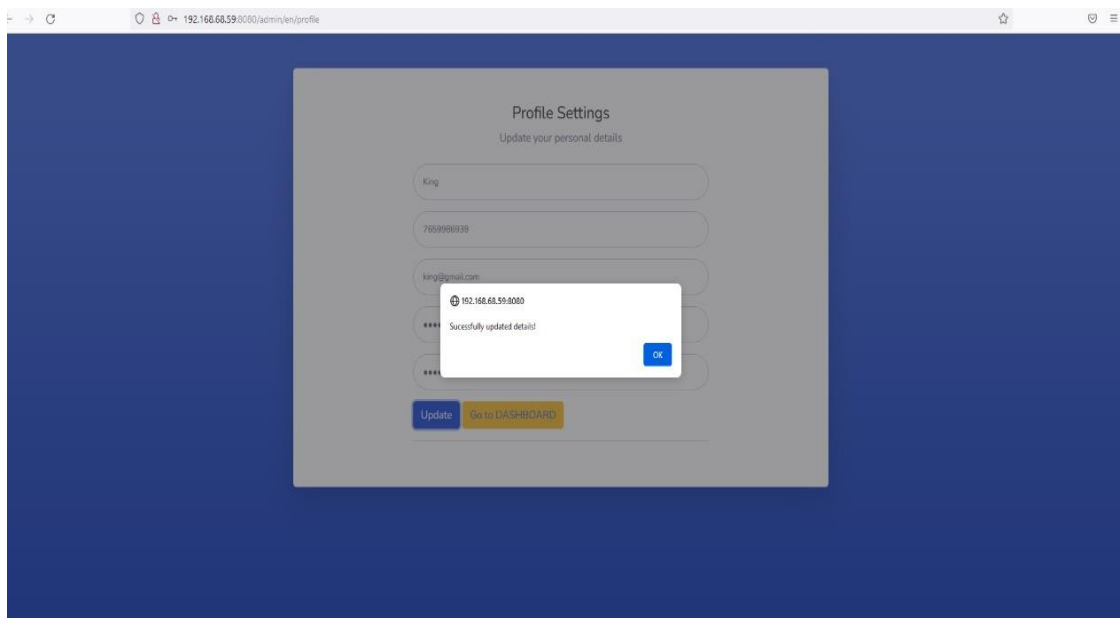 192.168.68.59:8080/admin/en/profile
Profile Settings
Update your personal details
King
7659986939
king@gmail.com
192.168.68.59:8080
Sucessfully updated details!
OK
Update Go to DASHBOARD